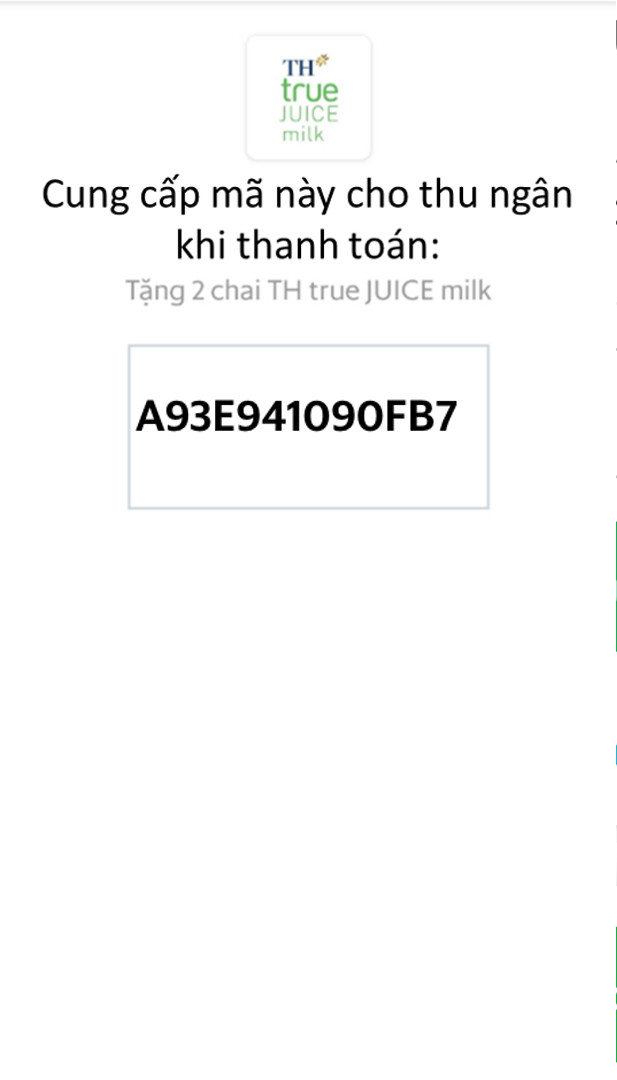 TH
true
JUICE
milk
Cung cấp mã này cho thu ngân
khi thanh toán:
Tặng 2 chai TH true JUICE milk
A93E941090FB7